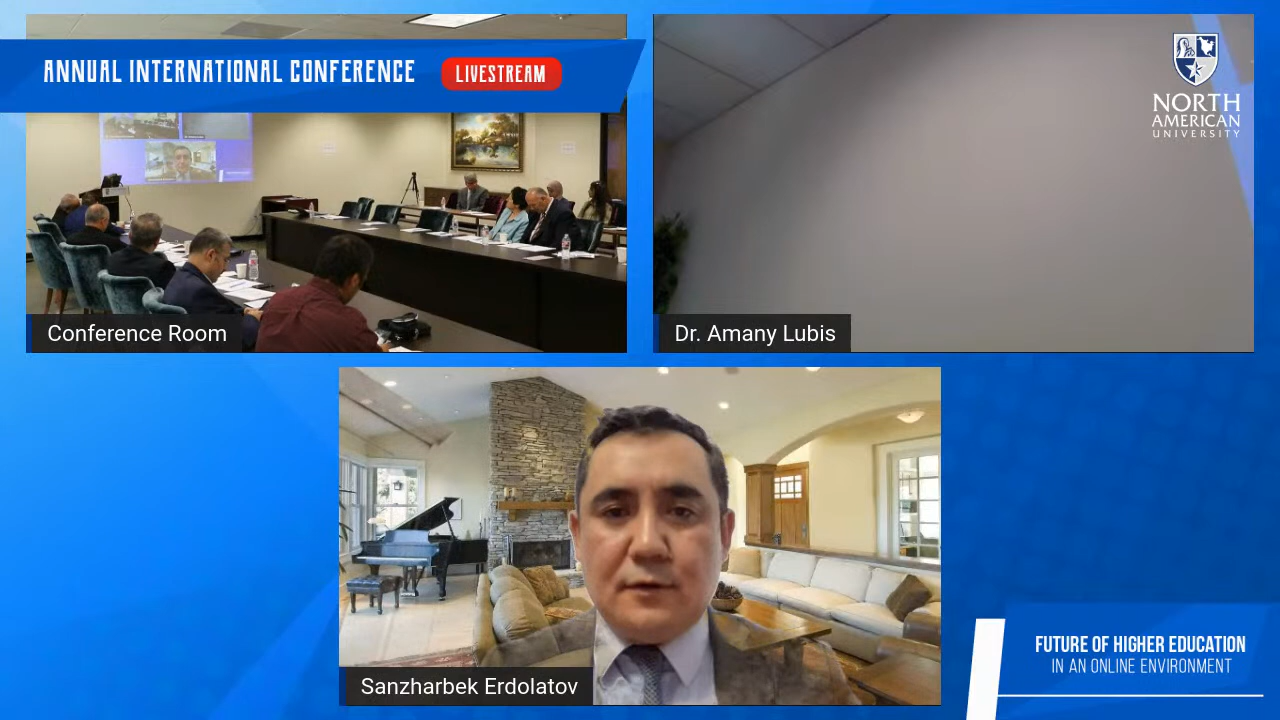 ANNUAL INTERNATIONAL CONFERENCE
LIVESTREAM
NORTH
AMERICAN
UNIVERSITY
Conference Room
Dr. Amany Lubis
Sanzharbek Erdolatov
FUTURE OF HIGHER EDUCATION
IN AN ONLINE ENVIRONMENT